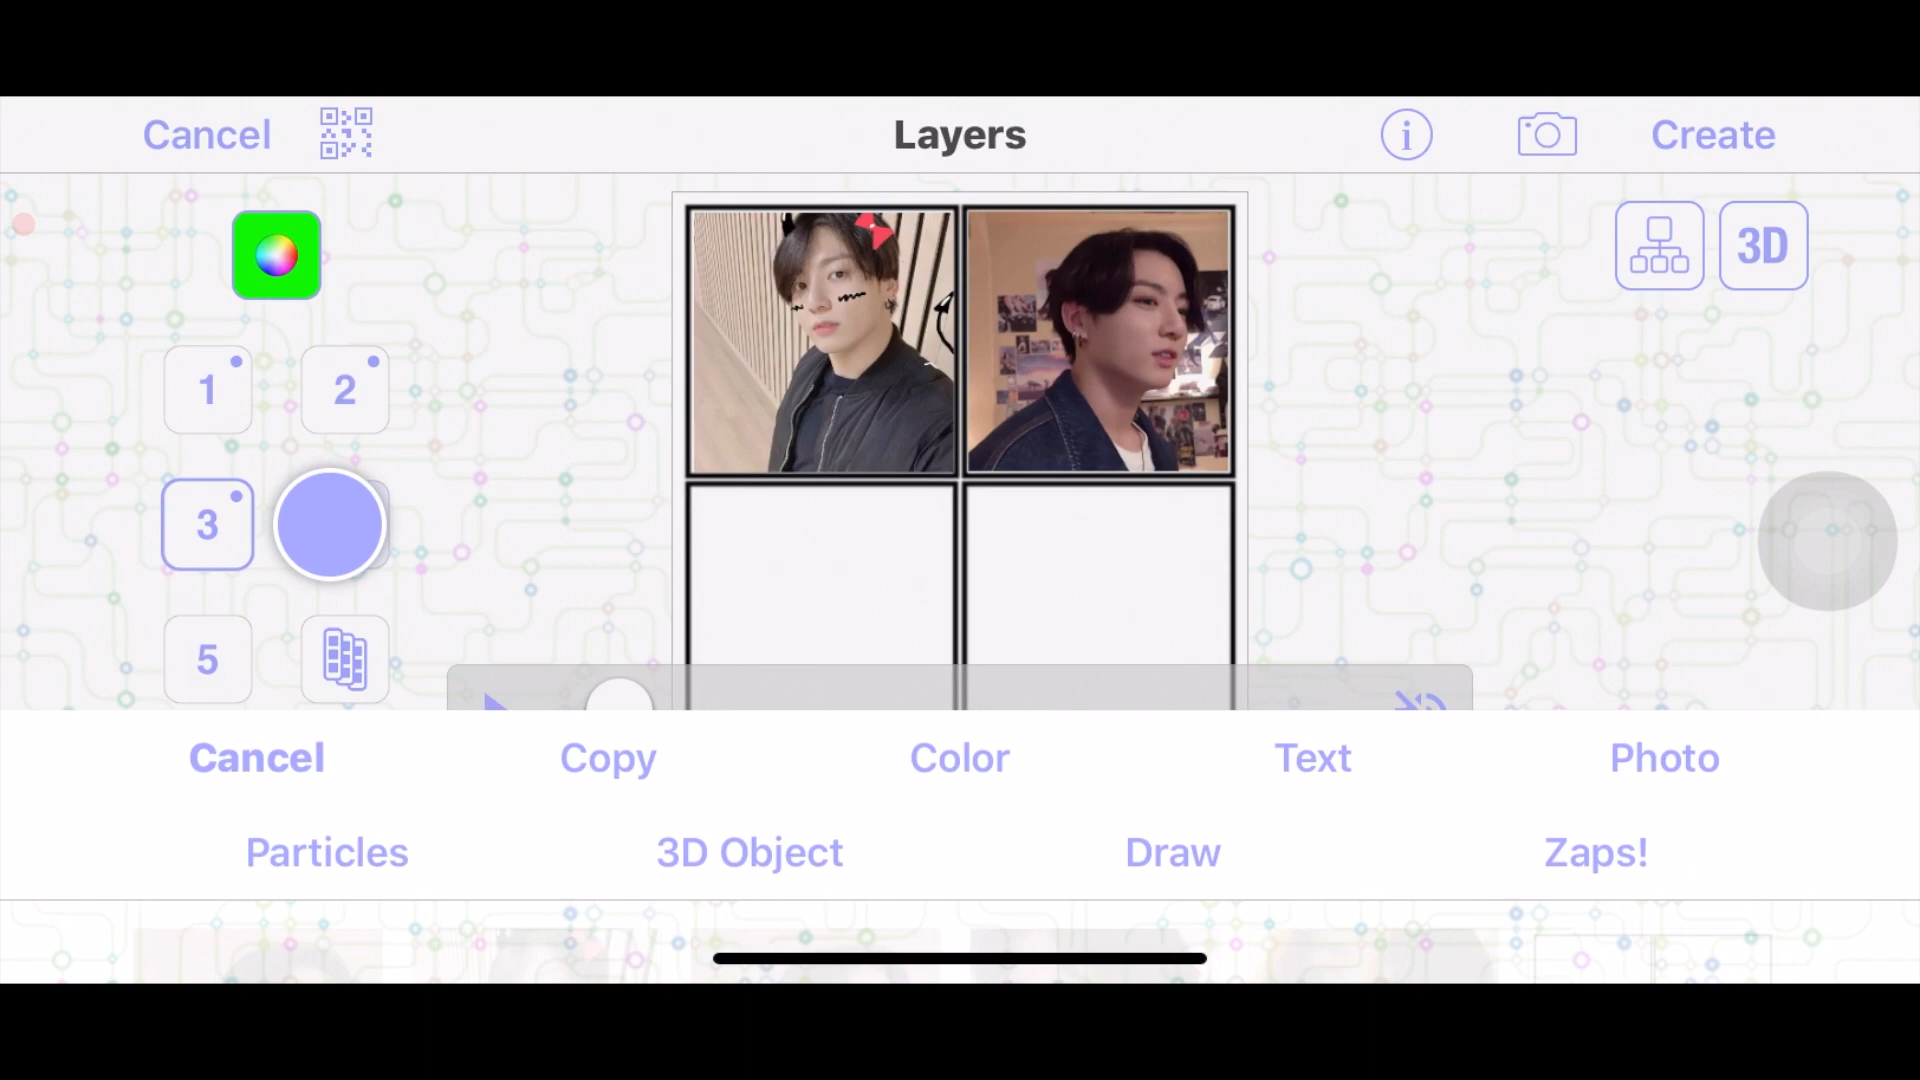 Cancel Layers Create
3D
1 2
3
5
Cancel Copy Color Text Photo
Particles 3D Object Draw Zaps!